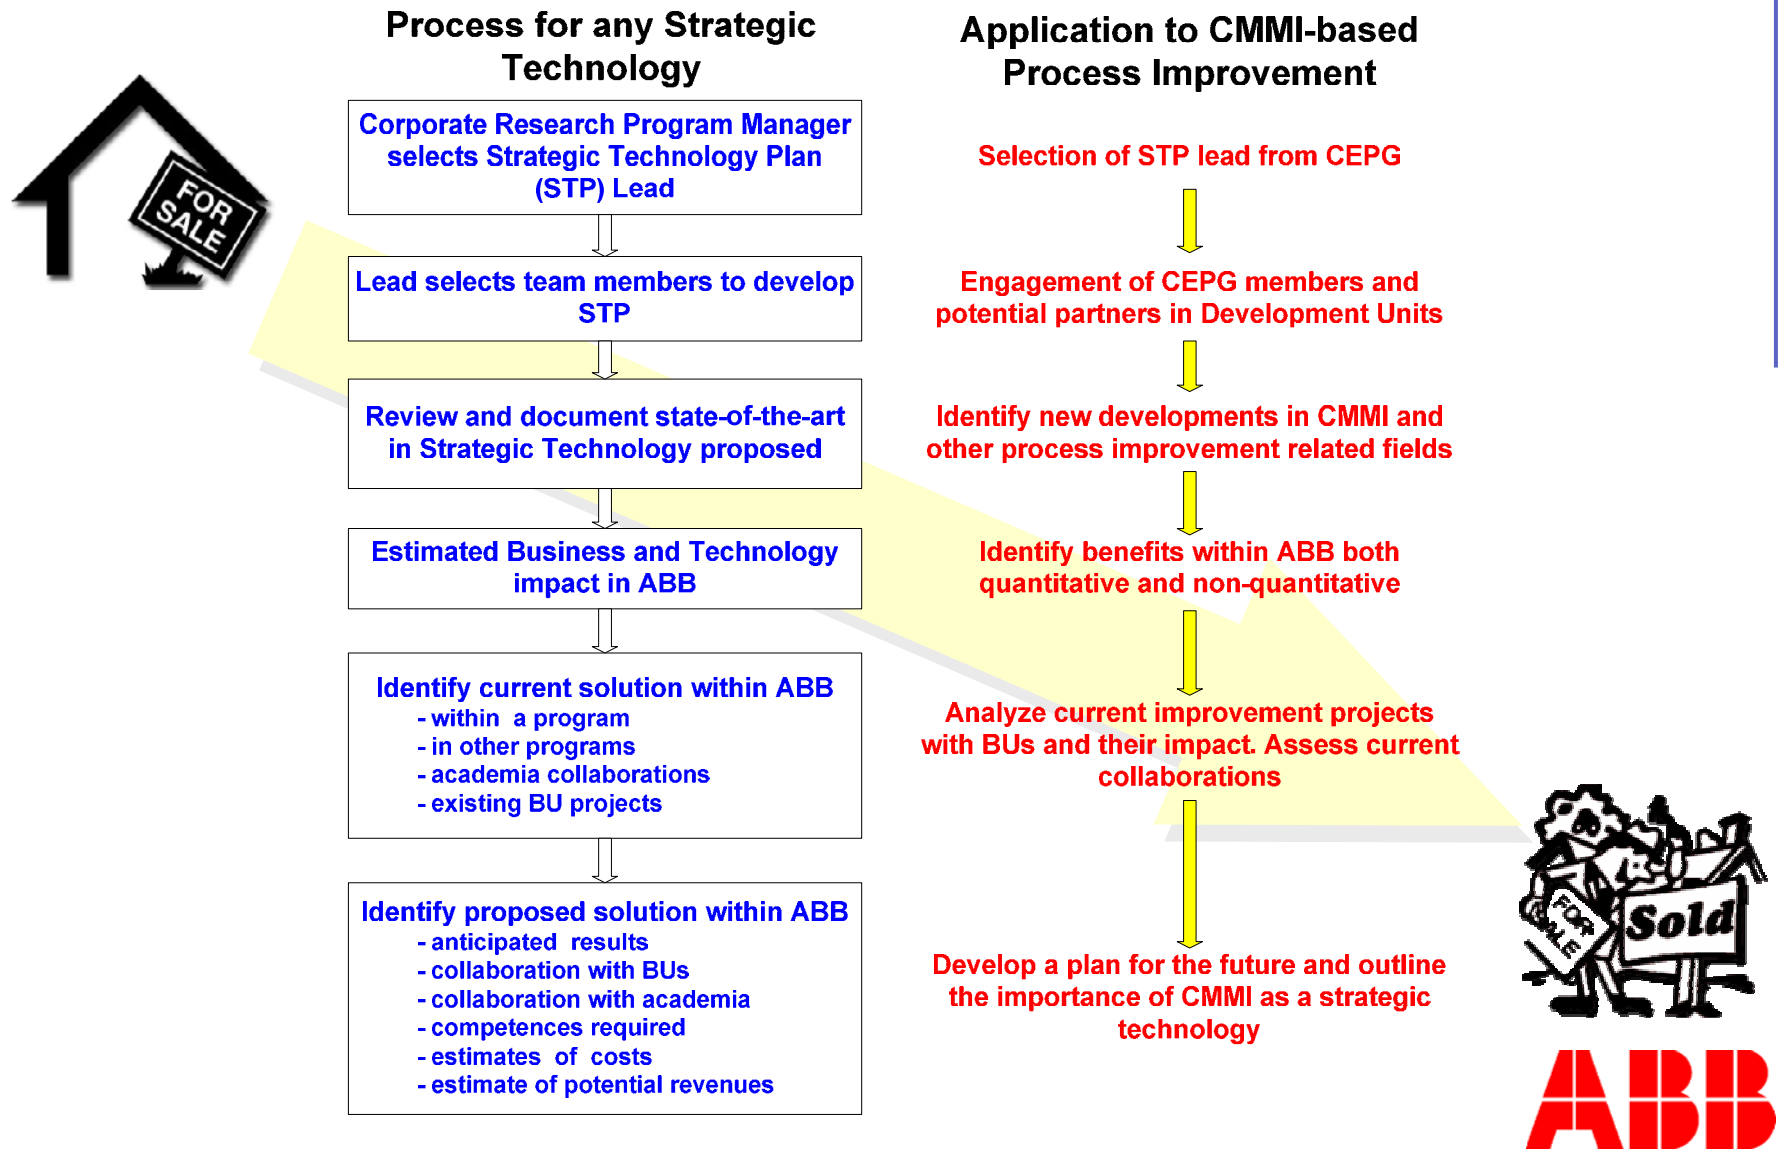 Process for any Strategic
Technology
Application to CMMI-based
Process Improvement
FOR
SALE
Corporate Research Program Manager
selects Strategic Technology Plan
(STP) Lead
Lead selects team members to develop
STP
Review and document state-of-the-art
in Strategic Technology proposed
Estimated Business and Technology
impact in ABB
Identify current solution within ABB
- within a program
- in other programs
- academia collaborations
- existing BU projects
Identify proposed solution within ABB
- anticipated results
- collaboration with BUs
- collaboration with academia
- competences required
- estimates of costs
- estimate of potential revenues
Selection of STP lead from CEPG
Engagement of CEPG members and
potential partners in Development Units
Identify new developments in CMMI and
other process improvement related fields
Identify benefits within ABB both
quantitative and non-quantitative
Analyze current improvement projects
with BUs and their impact. Assess current
collaborations
Develop a plan for the future and outline
the importance of CMMI as a strategic
technology
FOR
SALE
Sold
ABB